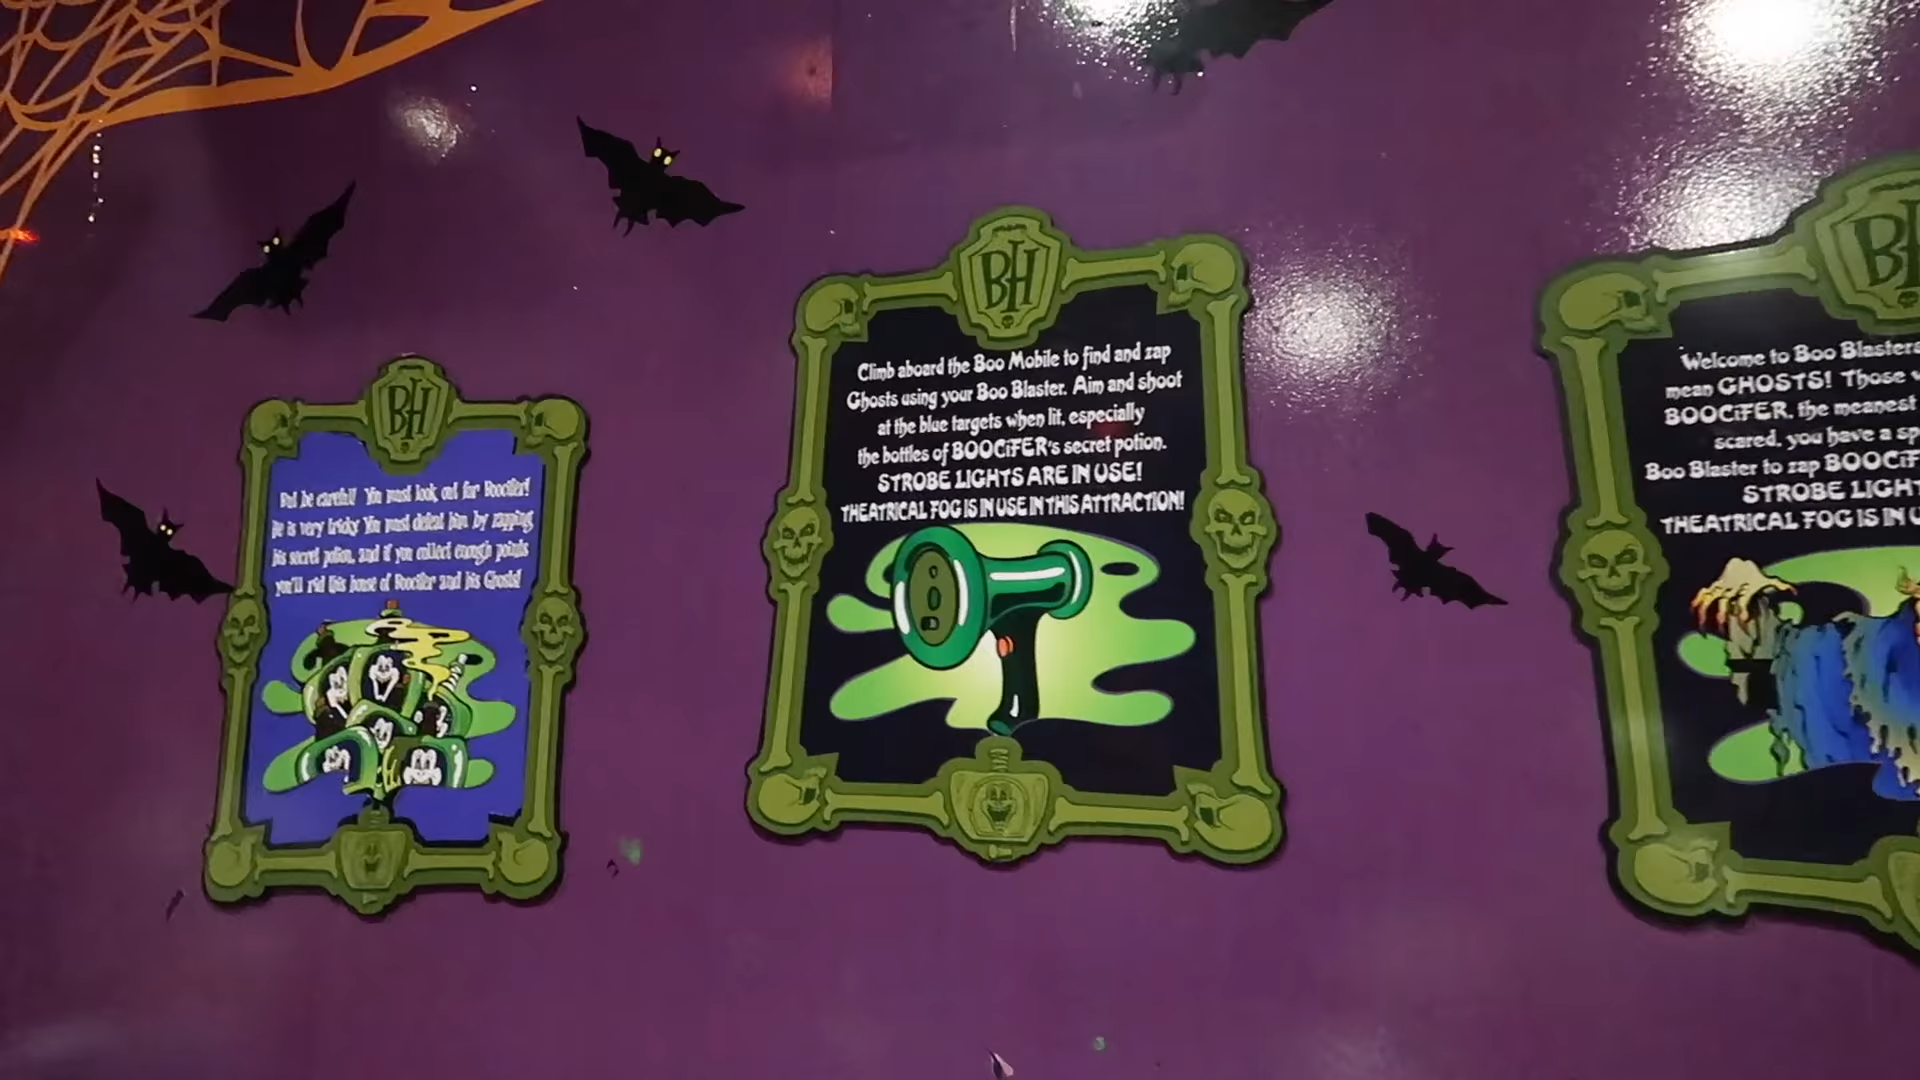 BH
But be careful! You must look out for Boocifer!
He is very tricky You must defeat him by zapping
his secret potion, and if you collect enough points
you'll rid this house of Boocifer and his Ghosts!
BH
Climb aboard the Boo Mobile to find and zap
Ghosts using your Boo Blaster. Aim and shoot
at the blue targets when lit, especially
the bottles of BOOCiFER's secret potion.
STROBE LIGHTS ARE IN USE!
THEATRICAL FOG IS IN USE IN THIS ATTRACTION!
BH
Welcome to Boo Blasters
mean GHOSTS! Those
BOOCiFER, the meanest
scared, you have a
Boo Blaster to zap
STROBE
THEATRICAL FOG IS IN